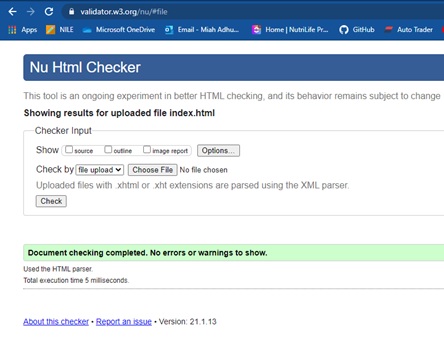 validator.w3.org/nu/#file
Apps NILE Microsoft OneDrive Email - Miah Adhu... Home | NutriLife Pr... GitHub Auto Trader
Nu Html Checker
This tool is an ongoing experiment in better HTML checking, and its behavior remains subject to change
Showing results for uploaded file index.html
Checker Input
Show source outline image report Options...
Check by file upload Choose File No file chosen
Uploaded files with .xhtml or .xht extensions are parsed using the XML parser.
Check
Document checking completed. No errors or warnings to show.
Used the HTML parser.
Total execution time 5 milliseconds.
About this checker • Report an issue • Version: 21.1.13